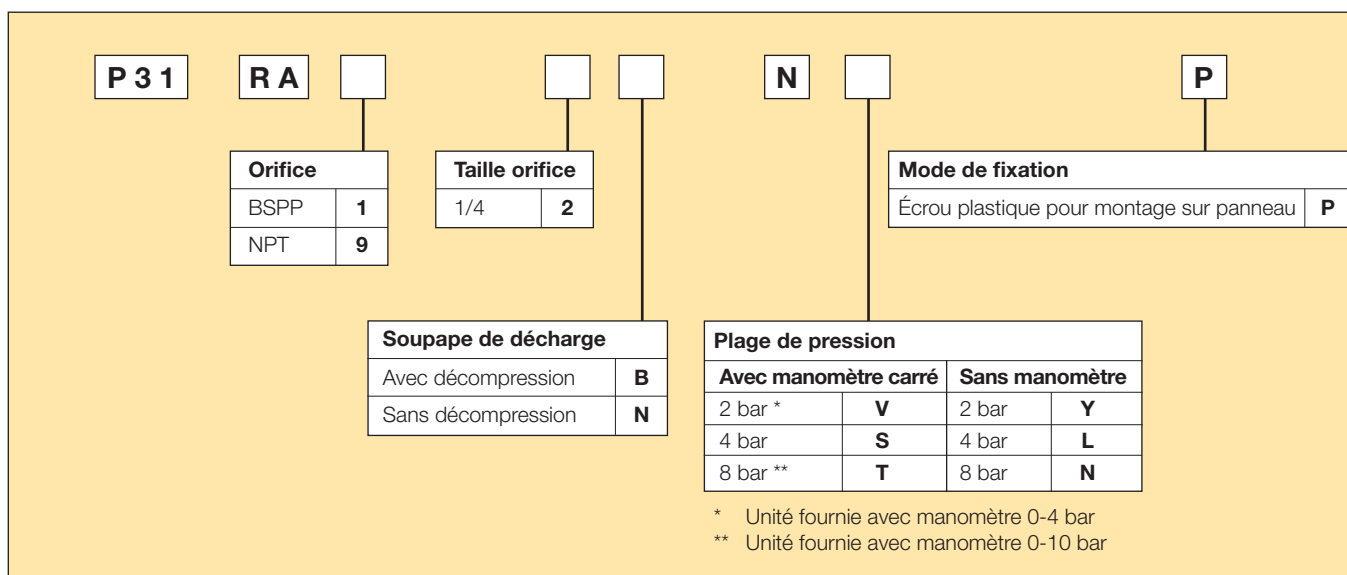 P 3 1 R A N P
Orifice
BSPP 1
NPT 9
Taille orifice
1/4 2
Mode de fixation
Écrou plastique pour montage sur panneau P
Soupape de décharge
Avec décompression B
Sans décompression N
Plage de pression
Avec manomètre carré Sans manomètre
2 bar * V 2 bar Y
4 bar S 4 bar L
8 bar ** T 8 bar N
* Unité fournie avec manomètre 0-4 bar
** Unité fournie avec manomètre 0-10 bar